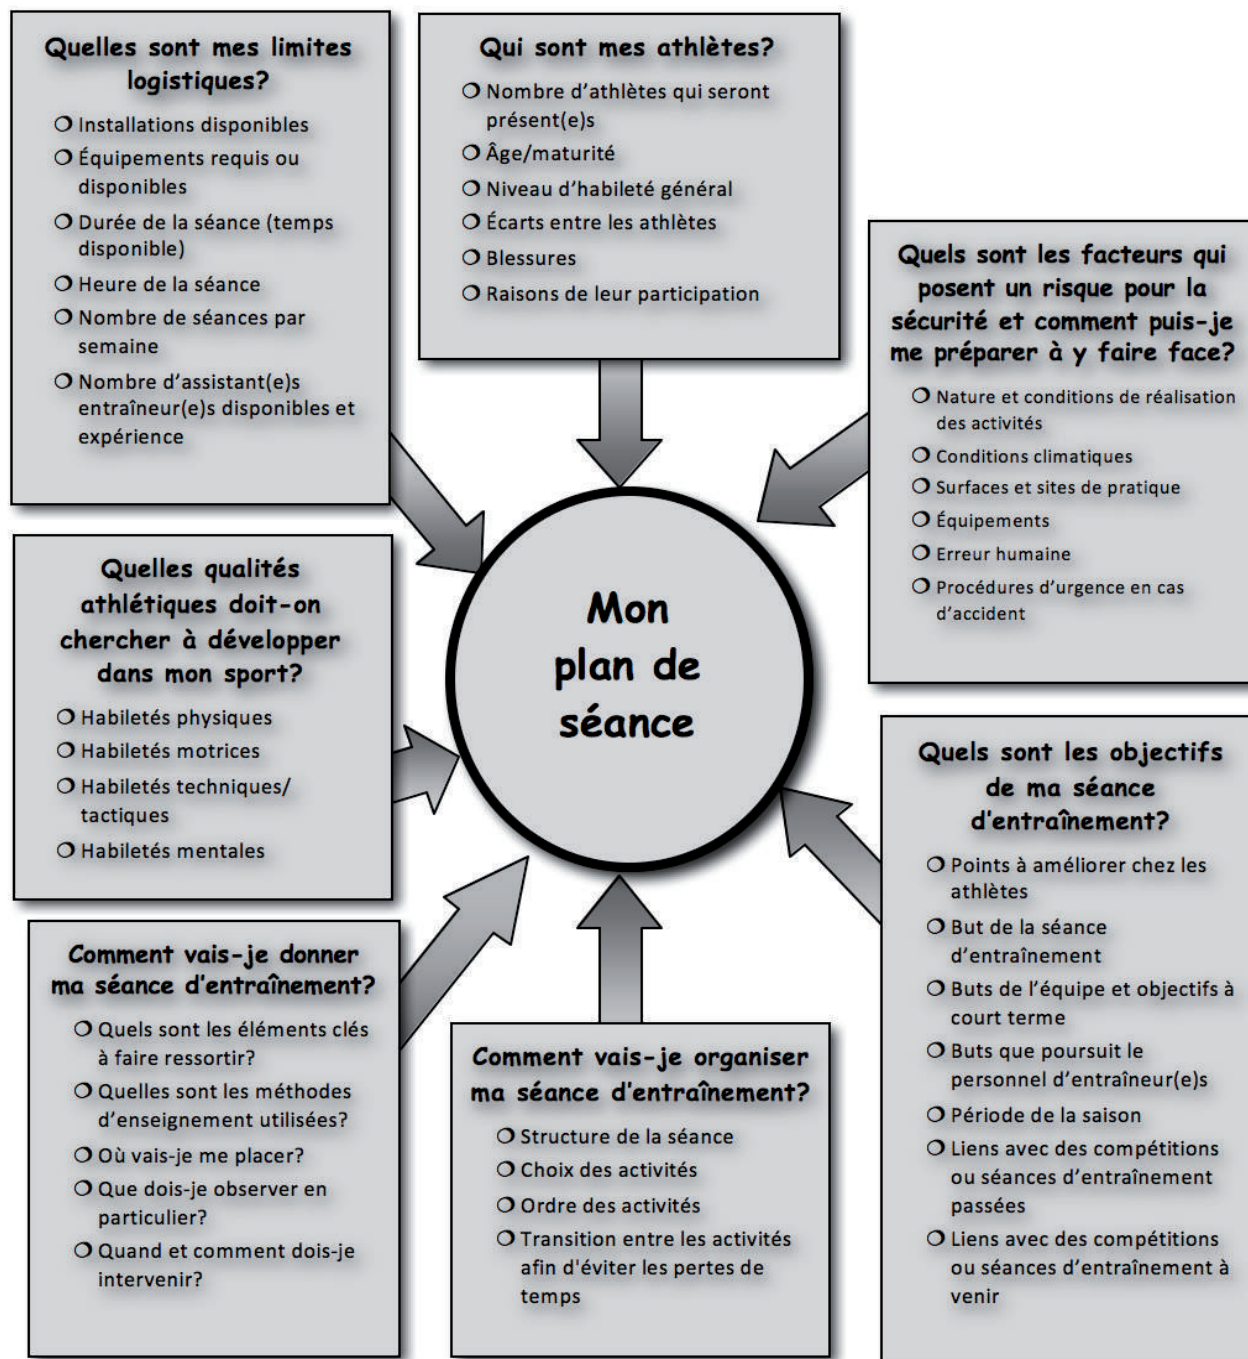 Quelles sont mes limites
logistiques?
❍ Installations disponibles
❍ Équipements requis ou
disponibles
❍ Durée de la séance (temps
disponible)
❍ Heure de la séance
❍ Nombre de séances par
semaine
❍ Nombre d’assistant(e)s
entraîneur(e)s disponibles et
expérience
Qui sont mes athlètes?
❍ Nombre d’athlètes qui seront
présent(e)s
❍ Âge/maturité
❍ Niveau d’habileté général
❍ Écarts entre les athlètes
❍ Blessures
❍ Raisons de leur participation
Quels sont les facteurs qui
posent un risque pour la
sécurité et comment puis-je
me préparer à y faire face?
❍ Nature et conditions de réalisation
des activités
❍ Conditions climatiques
❍ Surfaces et sites de pratique
❍ Équipements
❍ Erreur humaine
❍ Procédures d’urgence en cas
d’accident
Mon
plan de
séance
Quelles qualités
athlétiques doit-on
chercher à développer
dans mon sport?
❍ Habiletés physiques
❍ Habiletés motrices
❍ Habiletés techniques/
tactiques
❍ Habiletés mentales
Quels sont les objectifs
de ma séance
d'entraînement?
❍ Points à améliorer chez les
athlètes
❍ But de la séance
d’entraînement
❍ Buts de l’équipe et objectifs à
court terme
❍ Buts que poursuit le
personnel d’entraîneur(e)s
❍ Période de la saison
❍ Liens avec des compétitions
ou séances d’entraînement
passées
❍ Liens avec des compétitions
ou séances d’entraînement à
venir
Comment vais-je donner
ma séance d'entraînement?
❍ Quels sont les éléments clés
à faire ressortir?
❍ Quelles sont les méthodes
d’enseignement utilisées?
❍ Où vais-je me placer?
❍ Que dois-je observer en
particulier?
❍ Quand et comment dois-je
intervenir?
Comment vais-je organiser
ma séance d'entraînement?
❍ Structure de la séance
❍ Choix des activités
❍ Ordre des activités
❍ Transition entre les activités
afin d'éviter les pertes de
temps